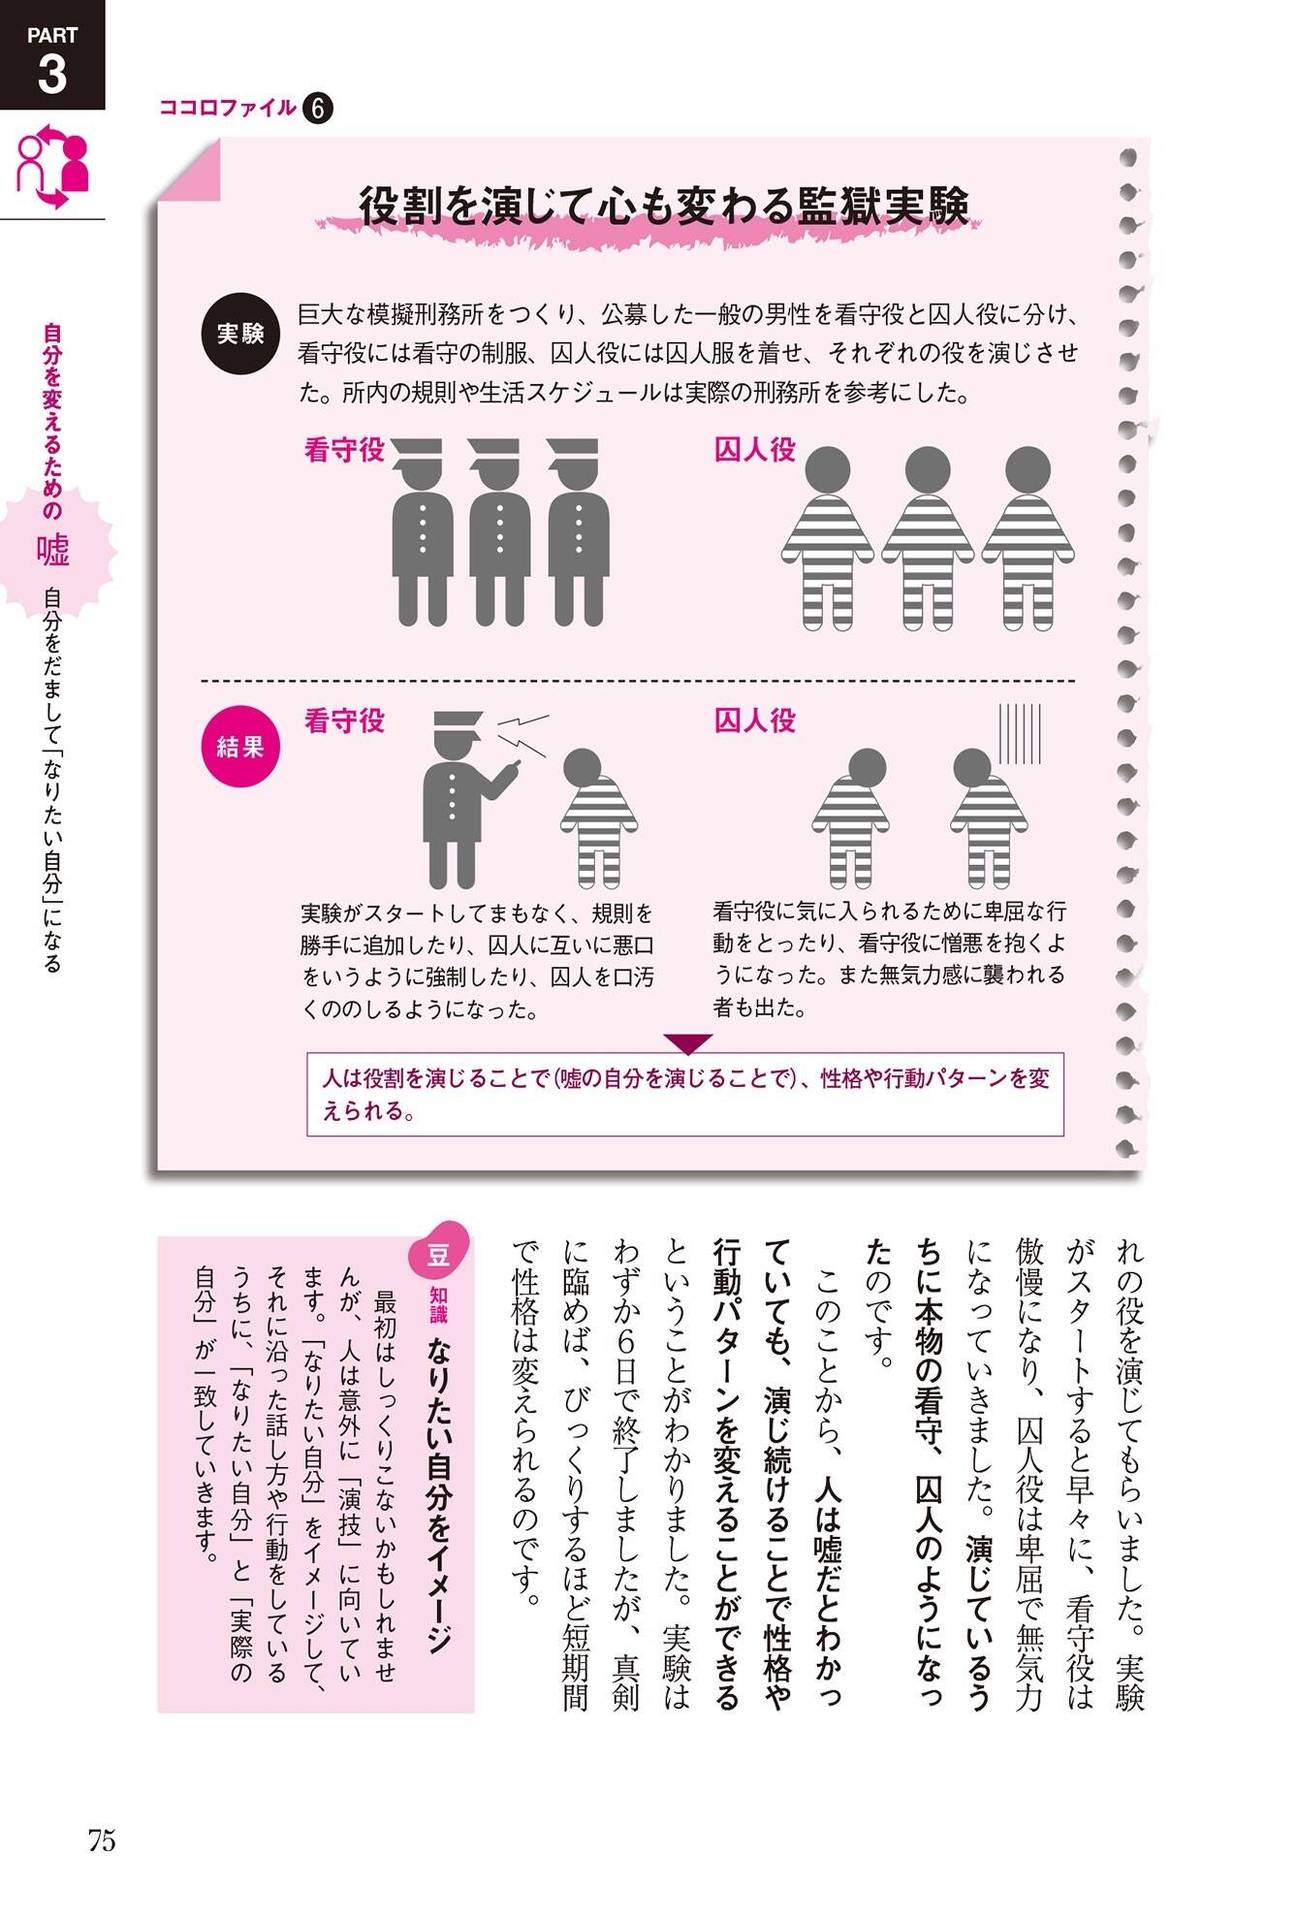 PART
3
自分を変えるための 嘘 自分をだまして「なりたい自分」になる
ココロファイル 6
役割を演じて心も変わる監獄実験
実験
巨大な模擬刑務所をつくり、公募した一般の男性を看守役と囚人役に分け、
看守役には看守の制服、囚人役には囚人服を着せ、それぞれの役を演じさせ
た。所内の規則や生活スケジュールは実際の刑務所を参考にした。
看守役
囚人役
結果
看守役
実験がスタートしてまもなく、規則を
勝手に追加したり、囚人に互いに悪口
をいうように強制したり、囚人を口汚
くののしるようになった。
囚人役
看守役に気に入られるために卑屈な行
動をとったり、看守役に憎悪を抱くよ
うになった。また無気力感に襲われる
者も出た。
人は役割を演じることで(嘘の自分を演じることで)、性格や行動パターンを変
えられる。
れの役を演じてもらいました。実験
がスタートすると早々に、看守役は
傲慢になり、囚人役は卑屈で無気力
になっていきました。演じているう
ちに本物の看守、囚人のようになっ
たのです。
このことから、人は嘘だとわかっ
ていても、演じ続けることで性格や
行動パターンを変えることができる
ということがわかりました。実験は
わずか6日で終了しましたが、真剣
に臨めば、びっくりするほど短期間
で性格は変えられるのです。
豆知識 なりたい自分をイメージ
最初はしっくりこないかもしれませ
んが、人は意外に「演技」に向いてい
ます。「なりたい自分」をイメージして、
それに沿った話し方や行動をしている
うちに、「なりたい自分」と「実際の
自分」が一致していきます。
75